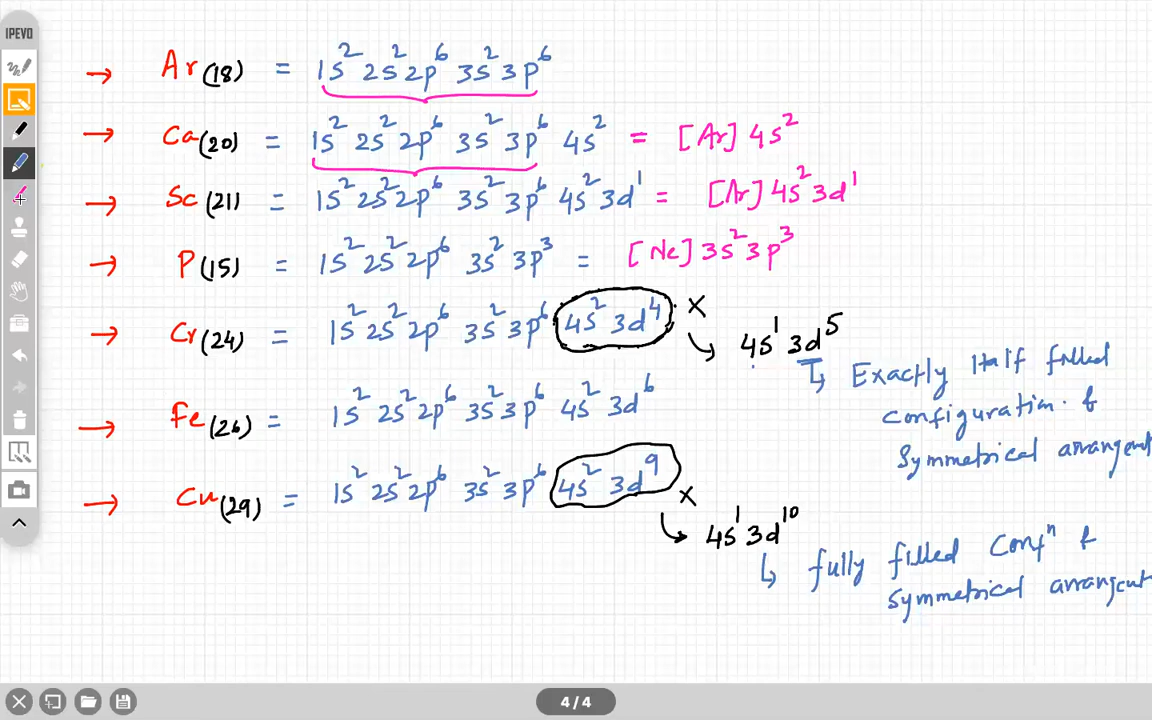 IPEVO
→ Ar(18) = 1s² 2s² 2p⁶ 3s² 3p⁶
→ Ca(20) = 1s² 2s² 2p⁶ 3s² 3p⁶ 4s² = [Ar] 4s²
→ Sc(21) = 1s² 2s² 2p⁶ 3s² 3p⁶ 4s² 3d¹ = [Ar] 4s² 3d¹
→ P(15) = 1s² 2s² 2p⁶ 3s² 3p³ = [Ne] 3s² 3p³
→ Cr(24) = 1s² 2s² 2p⁶ 3s² 3p⁶ 4s² 3d⁴ ×
↳ 4s¹ 3d⁵
↳ Exactly Half filled
configuration &
Symmetrical arrangent
→ Fe(26) = 1s² 2s² 2p⁶ 3s² 3p⁶ 4s² 3d⁶
→ Cu(29) = 1s² 2s² 2p⁶ 3s² 3p⁶ 4s² 3d⁹ ×
↳ 4s¹ 3d¹⁰
↳ fully filled Confⁿ &
Symmetrical arrangent
4 / 4